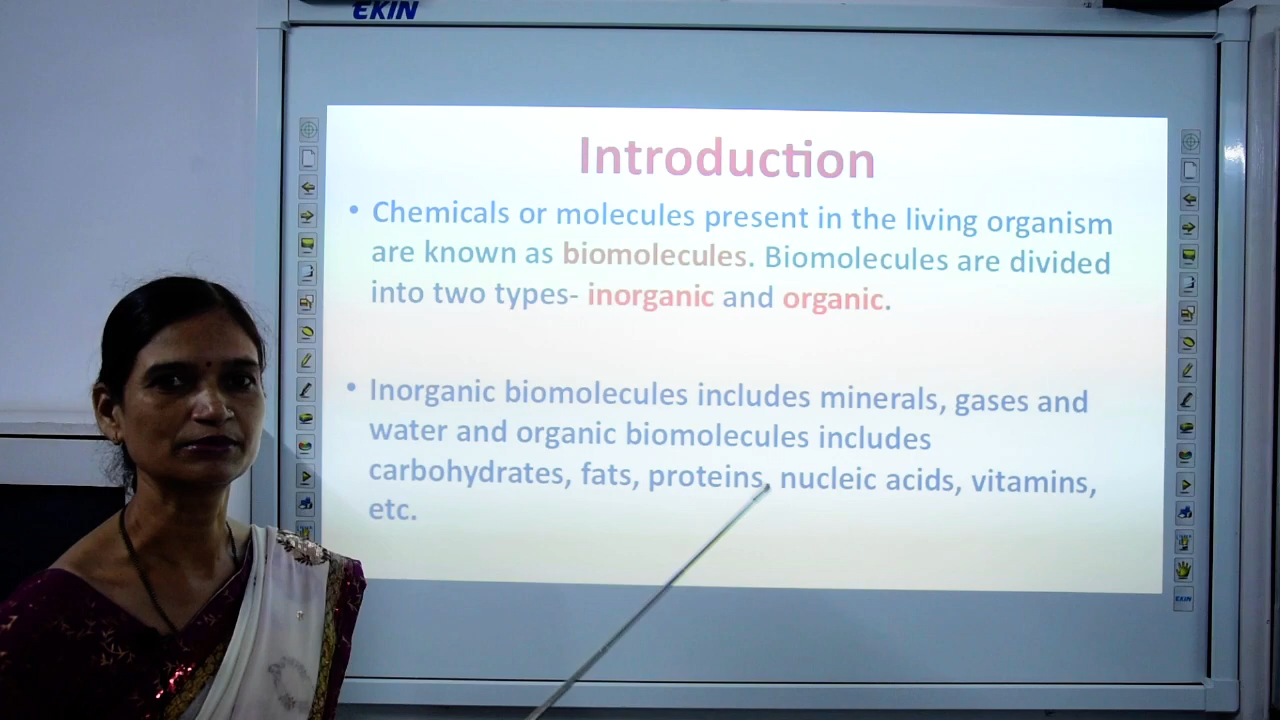 EKIN
Introduction
• Chemicals or molecules present in the living organism
are known as biomolecules. Biomolecules are divided
into two types- inorganic and organic.
• Inorganic biomolecules includes minerals, gases and
water and organic biomolecules includes
carbohydrates, fats, proteins, nucleic acids, vitamins,
etc.
EKIN